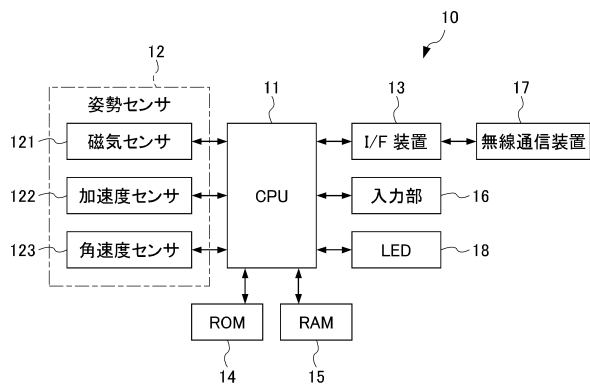 10
12
11
13
17
姿勢センサ
121
磁気センサ
I/F 装置
無線通信装置
122
加速度センサ
CPU
入力部
16
123
角速度センサ
LED
18
ROM
RAM
14
15